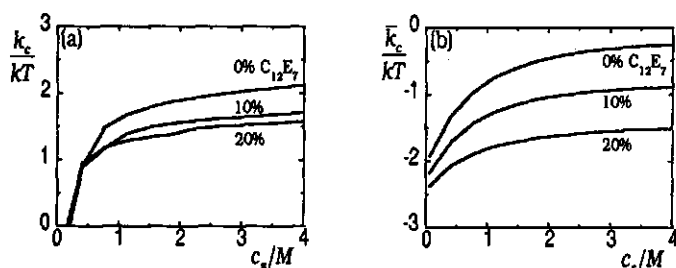 3 (a)
k_c/kT
0% C₁₂E₇
2
10%
20%
1
0
0 1 2 3 4
c_s/M
-0 (b)
k̄_c/kT
0% C₁₂E₇
-1
10%
-2
20%
-3
0 1 2 3 4
c_s/M